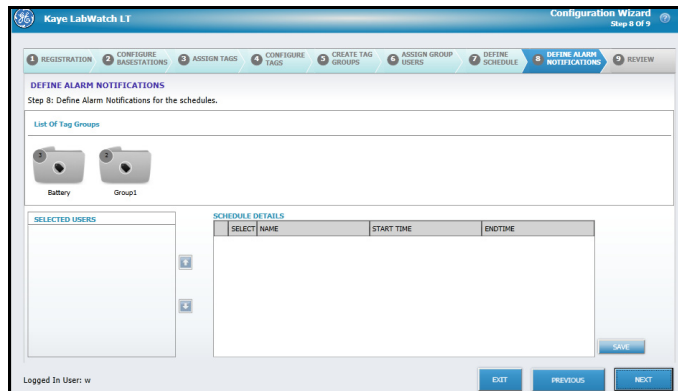 Kaye LabWatch LT
Configuration Wizard
Step 8 Of 9
1 REGISTRATION
2 CONFIGURE
BASESTATIONS
3 ASSIGN TAGS
4 CONFIGURE
TAGS
5 CREATE TAG
GROUPS
6 ASSIGN GROUP
USERS
7 DEFINE
SCHEDULE
8 DEFINE ALARM
NOTIFICATIONS
9 REVIEW
DEFINE ALARM NOTIFICATIONS
Step 8: Define Alarm Notifications for the schedules.
List Of Tag Groups
3
2
Battery
Group1
SELECTED USERS
SCHEDULE DETAILS
SELECT NAME START TIME ENDTIME
SAVE
Logged In User: w
EXIT PREVIOUS NEXT